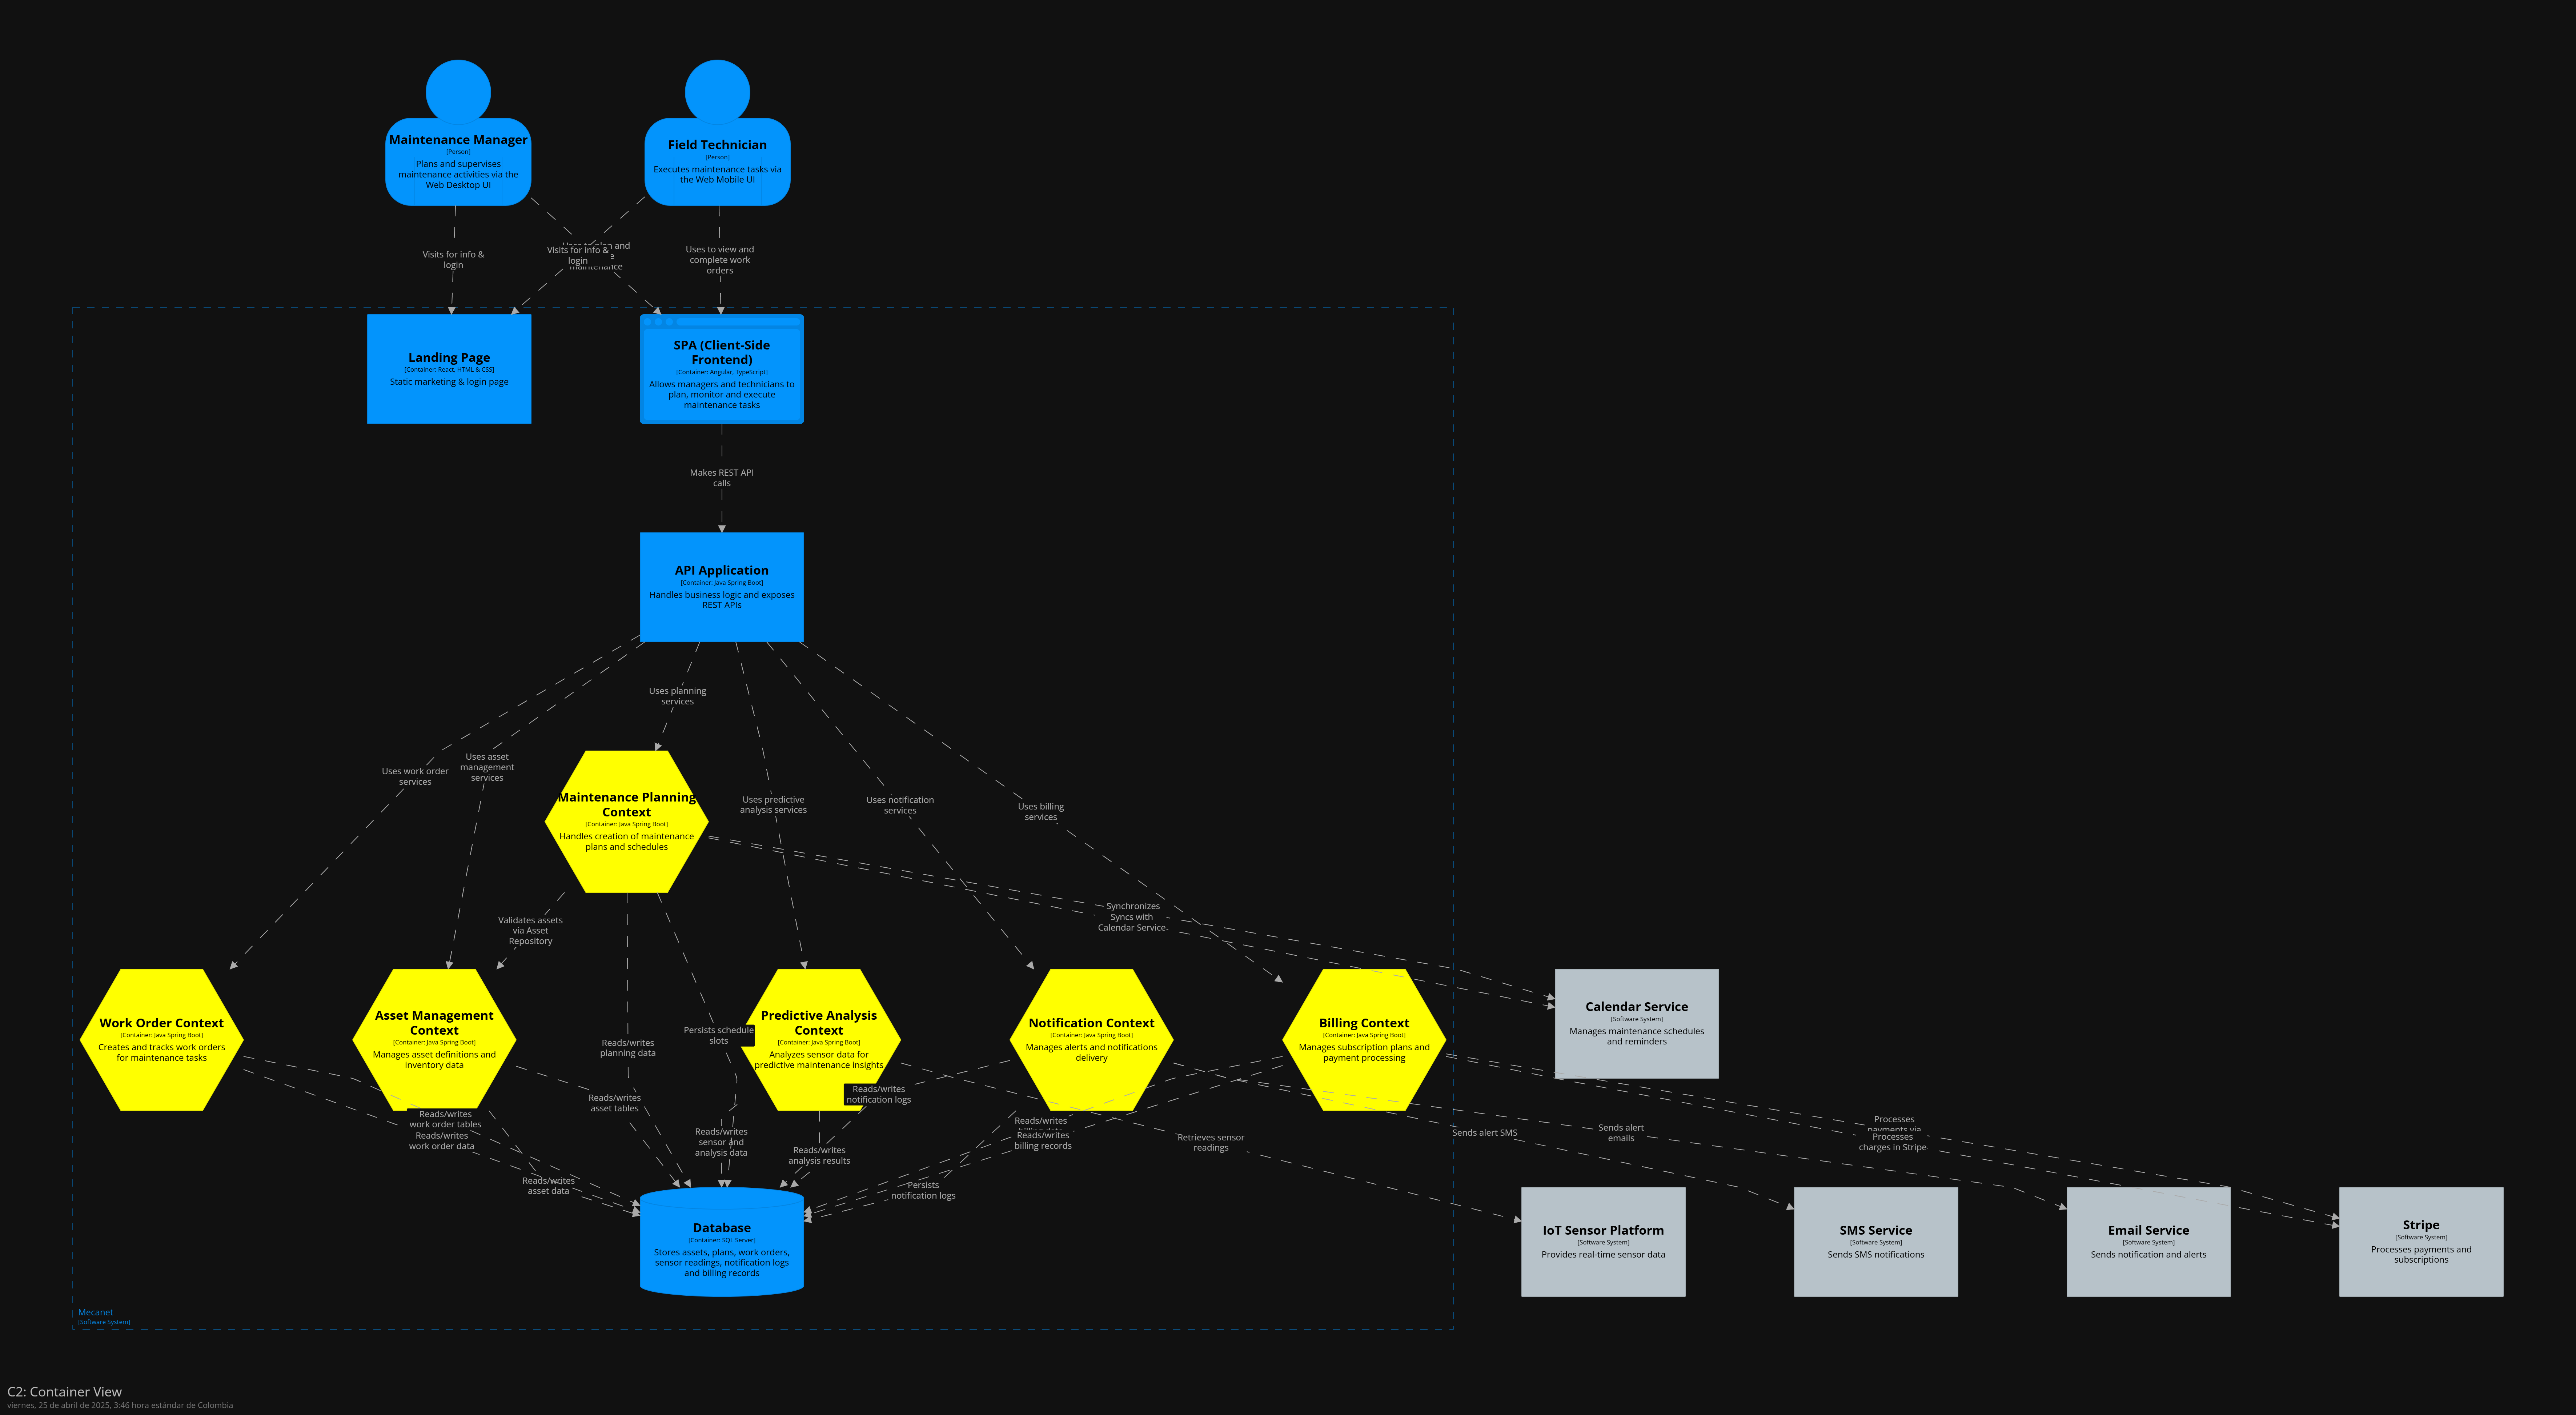 Maintenance Manager
[Person]
Plans and supervises
maintenance activities via the
Web Desktop UI
Field Technician
[Person]
Executes maintenance tasks via
the Web Mobile UI
Visits for info &
login
and
maintenance
Visits for info &
login
Uses to view and
complete work
orders
Landing Page
[Container: React, HTML & CSS]
Static marketing & login page
SPA (Client-Side
Frontend)
[Container: Angular, TypeScript]
Allows managers and technicians to
plan, monitor and execute
maintenance tasks
Makes REST API
calls
API Application
[Container: Java Spring Boot]
Handles business logic and exposes
REST APIs
Uses planning
services
Uses work order
services
Uses asset
management
services
Maintenance Planning
Context
[Container: Java Spring Boot]
Handles creation of maintenance
plans and schedules
Uses predictive
analysis services
Uses notification
services
Uses billing
services
Validates assets
via Asset
Repository
Synchronizes
Syncs with
Calendar Service.
Work Order Context
[Container: Java Spring Boot]
Creates and tracks work orders
for maintenance tasks
Asset Management
Context
[Container: Java Spring Boot]
Manages asset definitions and
inventory data
Reads/writes
planning data
Persists schedule
slots
Predictive Analysis
Context
[Container: Java Spring Boot]
Analyzes sensor data for
predictive maintenance insights
Notification Context
[Container: Java Spring Boot]
Manages alerts and notifications
delivery
Billing Context
[Container: Java Spring Boot]
Manages subscription plans and
payment processing
Calendar Service
[Software System]
Manages maintenance schedules
and reminders
Reads/writes
work order tables
Reads/writes
work order data
Reads/writes
asset tables
Reads/writes
asset data
Reads/writes
sensor and
analysis data
Reads/writes
analysis results
Reads/writes
notification logs
Persists
notification logs
Reads/writes
Reads/writes
billing records
Retrieves sensor
readings
Sends alert SMS
Sends alert
emails
Processes
payments via
Processes
charges in Stripe
Database
[Container: SQL Server]
Stores assets, plans, work orders,
sensor readings, notification logs
and billing records
IoT Sensor Platform
[Software System]
Provides real-time sensor data
SMS Service
[Software System]
Sends SMS notifications
Email Service
[Software System]
Sends notification and alerts
Stripe
[Software System]
Processes payments and
subscriptions
Mecanet
[Software System]
C2: Container View
viernes, 25 de abril de 2025, 3:46 hora estándar de Colombia